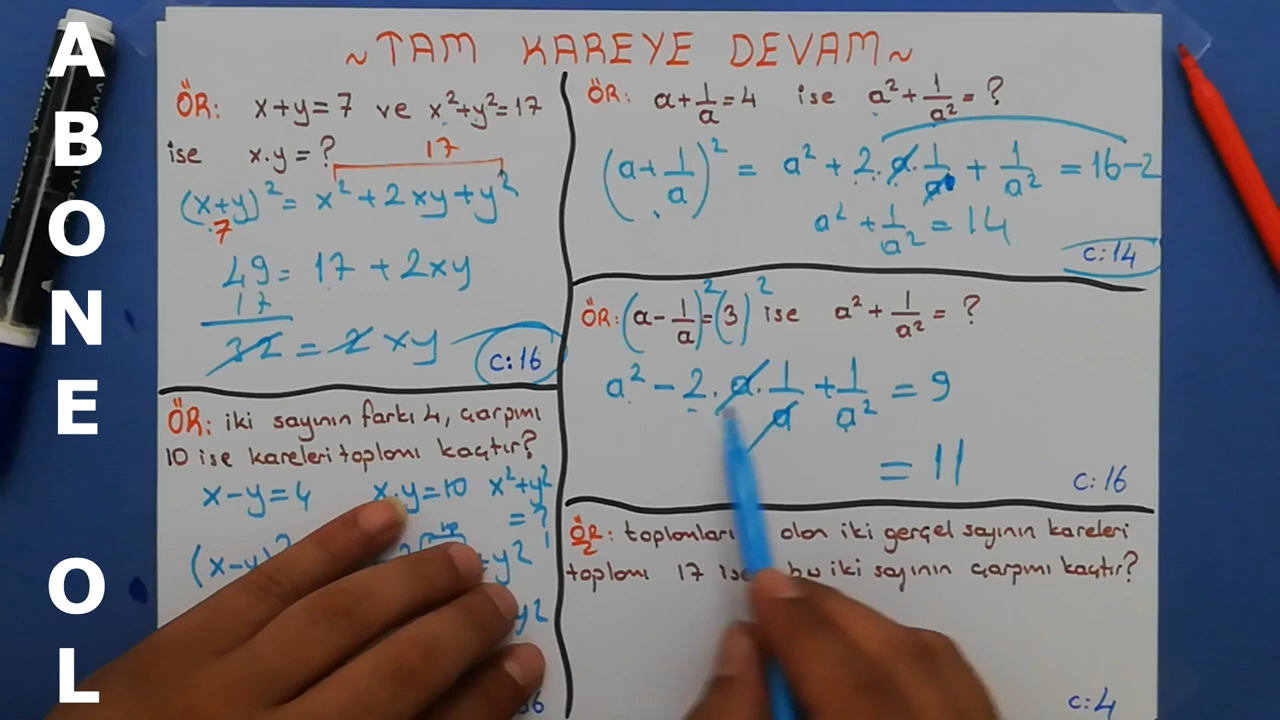 ABONE OL
~TAM KAREYE DEVAM~
ÖR: x+y=7 ve x²+y²=17
ise x.y=?
17
(x+y)²= x²+2xy+y²
7
49= 17+2xy
17
32 = 2xy
C:16
ÖR: iki sayının farkı 4, çarpımı
10 ise kareleri toplamı kaçtır?
x-y=4 x.y=10 x²+y²
=?
(x-y)
+y²
y²
36
ÖR: a+1/a=4 ise a²+1/a²=?
(a+1/a)² = a²+2.a.1/a+1/a² =16-2
a²+1/a²=14
C:14
ÖR: (a-1/a)²=(3)² ise a²+1/a²=?
a²-2.a.1/a+1/a² =9
=11
C:16
ÖR: toplamları olan iki gerçel sayının kareleri
2
toplamı 17 ise bu iki sayının çarpımı kaçtır?
C:4